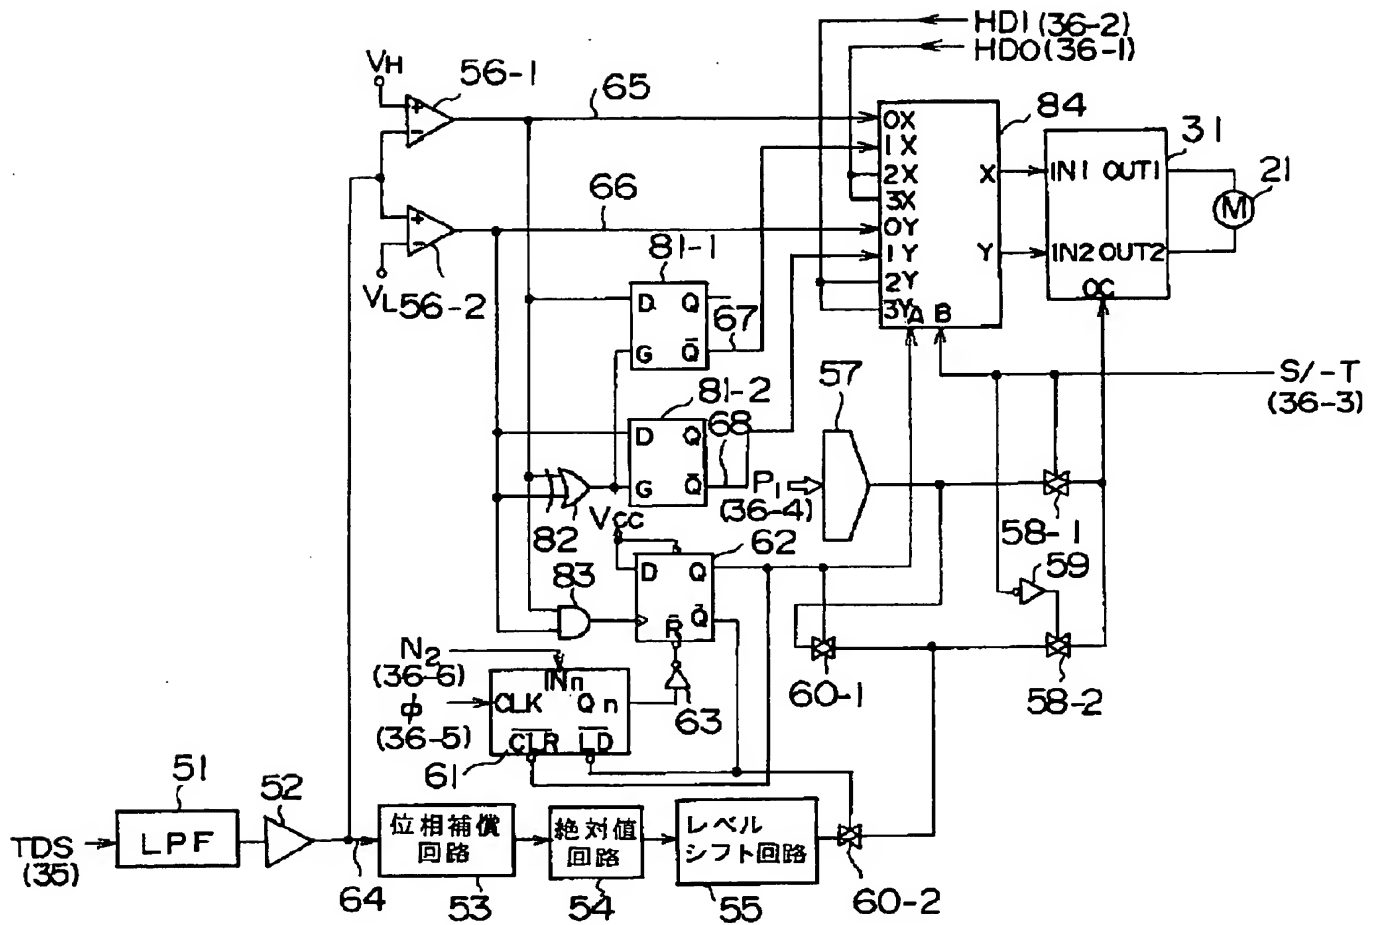 HD1 (36-2)
HD0 (36-1)
VH
56-1
65
84
31
21
0X
1X
2X
3X
0Y
1Y
2Y
3Y
A B
X
Y
IN1 OUT1
IN2 OUT2
OC
M
66
VL
56-2
81-1
D Q
G Q̅
67
81-2
D Q
G Q̅
68
57
S/-T
(36-3)
P1
(36-4)
58-1
82
Vcc
62
D Q
Q̅
R̅
83
59
N2
(36-6)
φ
(36-5)
INn
CLK Qn
C̅L̅R̅ L̅D̅
61
63
60-1
58-2
51
52
TDS
(35)
LPF
64
位相補償
回路
53
絶対値
回路
54
レベル
シフト回路
55
60-2